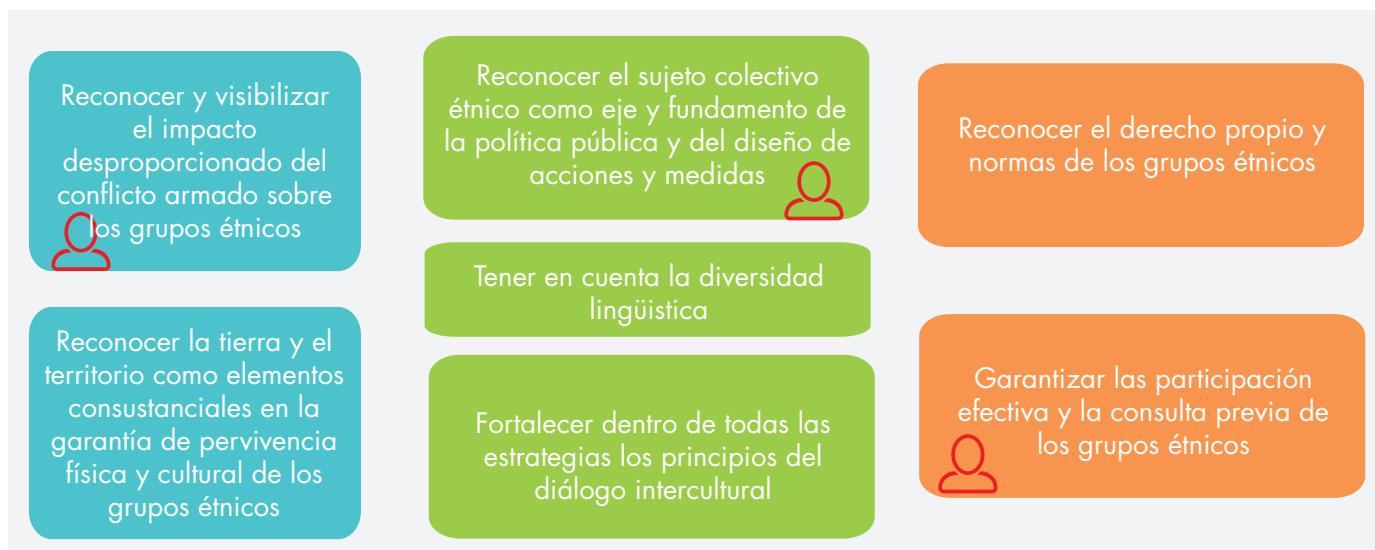 Reconocer y visibilizar
el impacto
desproporcionado del
conflicto armado sobre
los grupos étnicos
Reconocer la tierra y el
territorio como elementos
consustanciales en la
garantía de pervivencia
física y cultural de los
grupos étnicos
Reconocer el sujeto colectivo
étnico como eje y fundamento de
la política pública y del diseño de
acciones y medidas
Tener en cuenta la diversidad
lingüistica
Fortalecer dentro de todas las
estrategias los principios del
diálogo intercultural
Reconocer el derecho propio y
normas de los grupos étnicos
Garantizar las participación
efectiva y la consulta previa de
los grupos étnicos